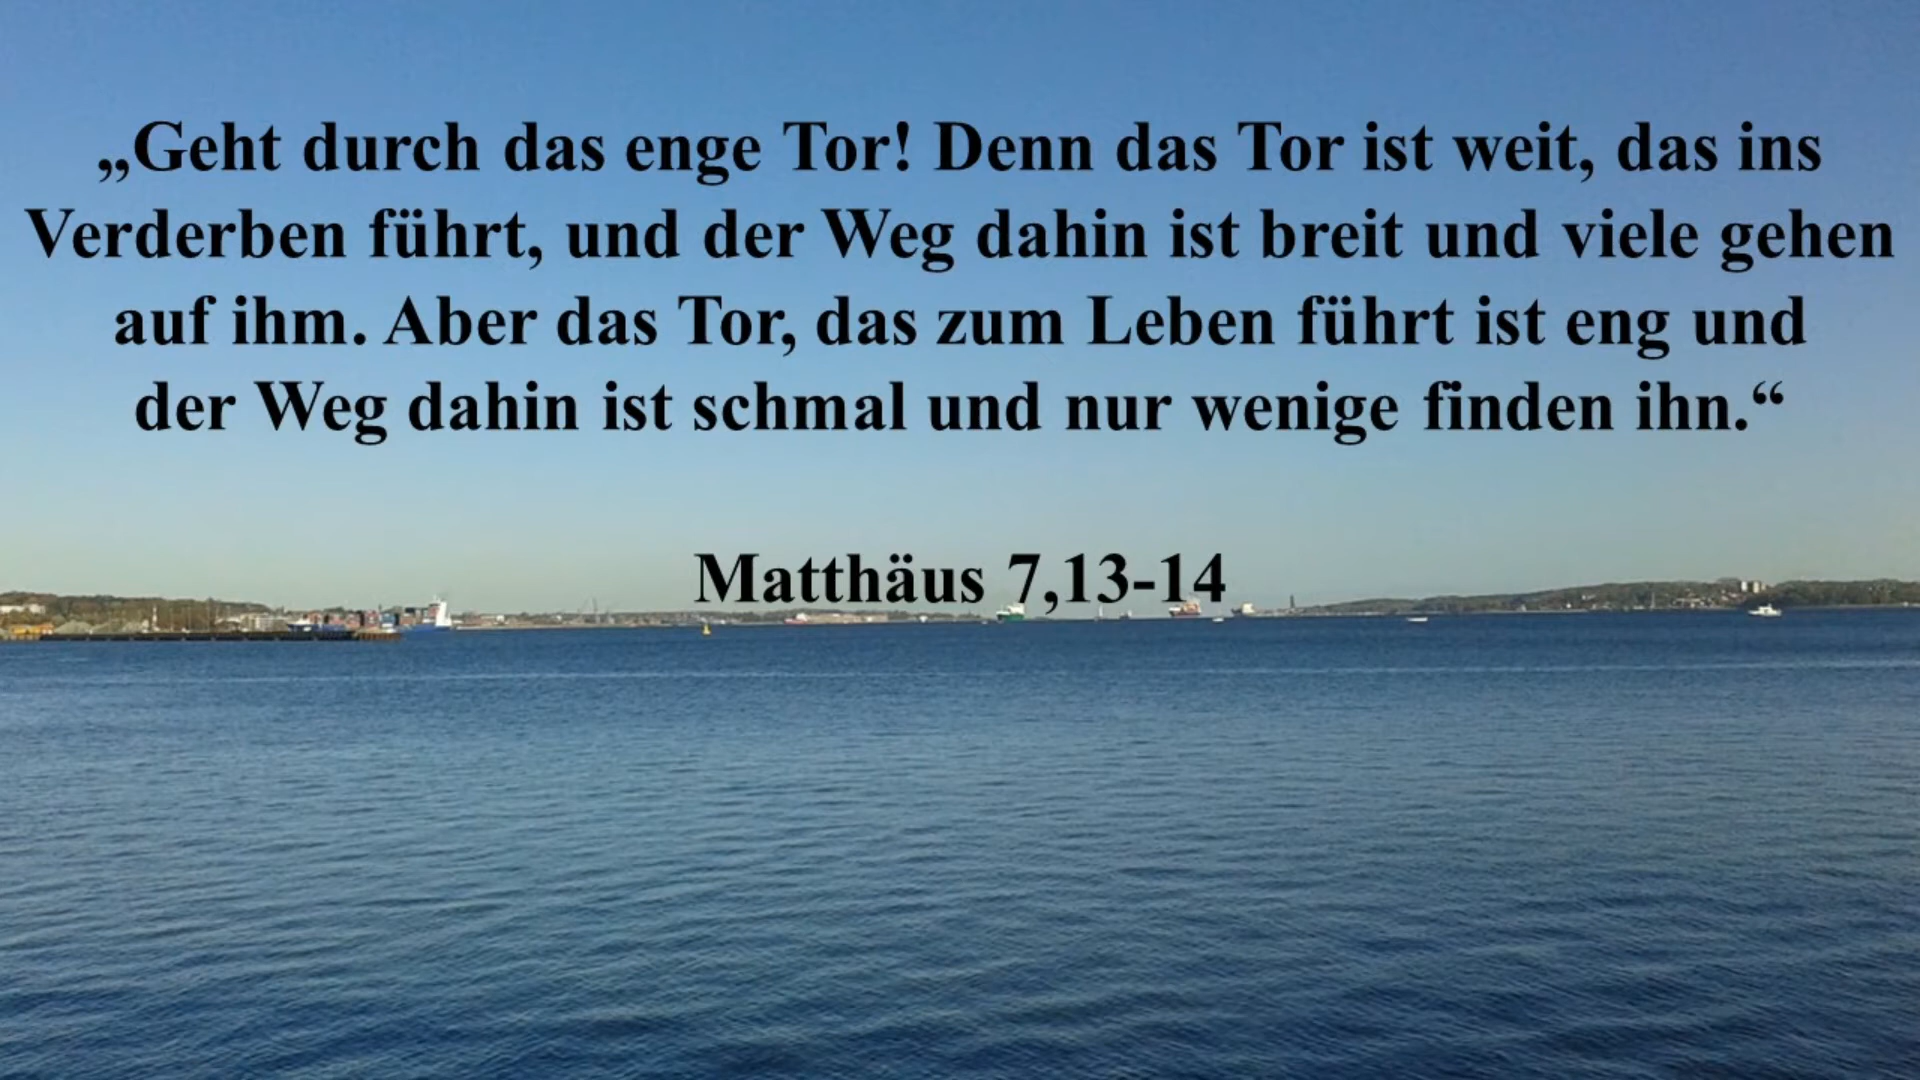 „Geht durch das enge Tor! Denn das Tor ist weit, das ins
Verderben führt, und der Weg dahin ist breit und viele gehen
auf ihm. Aber das Tor, das zum Leben führt ist eng und
der Weg dahin ist schmal und nur wenige finden ihn.“
Matthäus 7,13-14